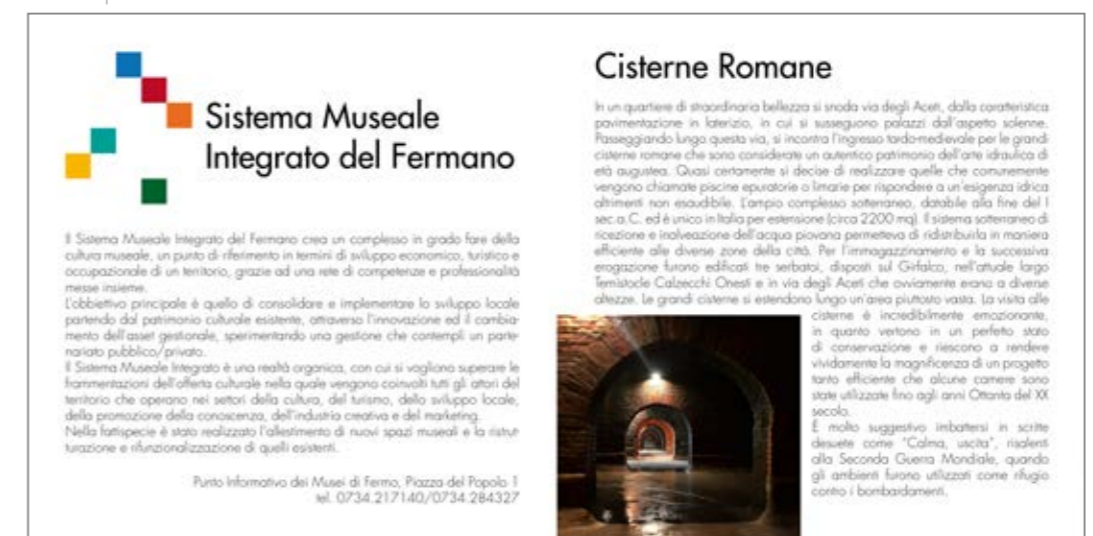 Sistema Museale
Integrato del Fermano
Il Sistema Museale Integrato del Fermano crea un complesso in grado fare della
cultura museale, un punto di riferimento in termini di sviluppo economico, turistico e
occupazionale di un territorio, grazie ad una rete di competenze e professionalità
messe insieme.
L'obbiettivo principale è quello di consolidare e implementare lo sviluppo locale
partendo dal patrimonio culturale esistente, attraverso l'innovazione ed il cambia-
mento dell'asset gestionale, sperimentando una gestione che contempli un parte-
nariato pubblico/privato.
Il Sistema Museale Integrato è una realtà organica, con cui si vogliono superare le
frammentazioni dell'offerta culturale nella quale vengono coinvolti tutti gli attori del
territorio che operano nei settori della cultura, del turismo, dello sviluppo locale,
della promozione della conoscenza, dell'industria creativa e del marketing.
Nella fattispecie è stato realizzato l'allestimento di nuovi spazi museali e la ristrut-
turazione e rifunzionalizzazione di quelli esistenti.
Punto Informativo dei Musei di Fermo, Piazza del Popolo 1
tel. 0734.217140/0734.284327
Cisterne Romane
In un quartiere di straordinaria bellezza si snoda via degli Aceti, dalla caratteristica
pavimentazione in laterizio, in cui si susseguono palazzi dall'aspetto solenne.
Passeggiando lungo questa via, si incontra l'ingresso tardo-medievale per le grandi
cisterne romane che sono considerate un autentico patrimonio dell'arte idraulica di
età augustea. Quasi certamente si decise di realizzare quelle che comunemente
vengono chiamate piscine epuratorie o limarie per rispondere a un'esigenza idrica
altrimenti non esaudibile. L'ampio complesso sotterraneo, databile alla fine del I
sec.a.C. ed è unico in Italia per estensione (circa 2200 mq). Il sistema sotterraneo di
ricezione e inalveazione dell'acqua piovana permetteva di ridistribuirla in maniera
efficiente alle diverse zone della città. Per l'immagazzinamento e la successiva
erogazione furono edificati tre serbatoi, disposti sul Girfalco, nell'attuale largo
Temistocle Calzecchi Onesti e in via degli Aceti che ovviamente erano a diverse
altezze. Le grandi cisterne si estendono lungo un'area piuttosto vasta. La visita alle
cisterne è incredibilmente emozionante,
in quanto vertono in un perfetto stato
di conservazione e riescono a rendere
vividamente la magnificenza di un progetto
tanto efficiente che alcune camere sono
state utilizzate fino agli anni Ottanta del XX
secolo.
È molto suggestivo imbattersi in scritte
desuete come "Calma, uscita", risalenti
alla Seconda Guerra Mondiale, quando
gli ambienti furono utilizzati come rifugio
contro i bombardamenti.